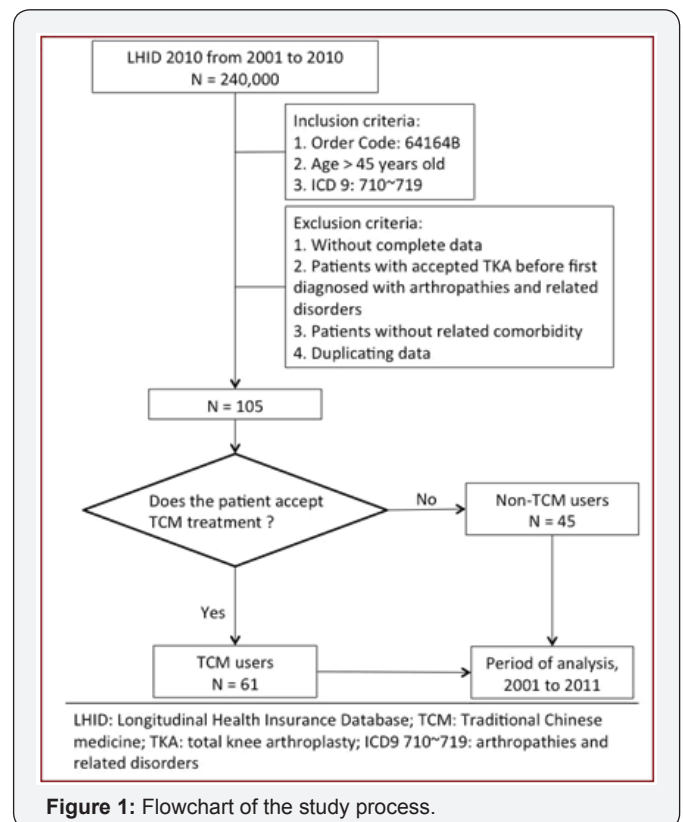 LHID 2010 from 2001 to 2010
N = 240,000
Inclusion criteria:
1. Order Code: 64164B
2. Age > 45 years old
3. ICD 9: 710~719
Exclusion criteria:
1. Without complete data
2. Patients with accepted TKA before first
diagnosed with arthropathies and related
disorders
3. Patients without related comorbidity
4. Duplicating data
N = 105
Does the patient accept
TCM treatment ?
No
Non-TCM users
N = 45
Yes
TCM users
N = 61
Period of analysis,
2001 to 2011
LHID: Longitudinal Health Insurance Database; TCM: Traditional Chinese
medicine; TKA: total knee arthroplasty; ICD9 710~719: arthropathies and
related disorders
Figure 1: Flowchart of the study process.